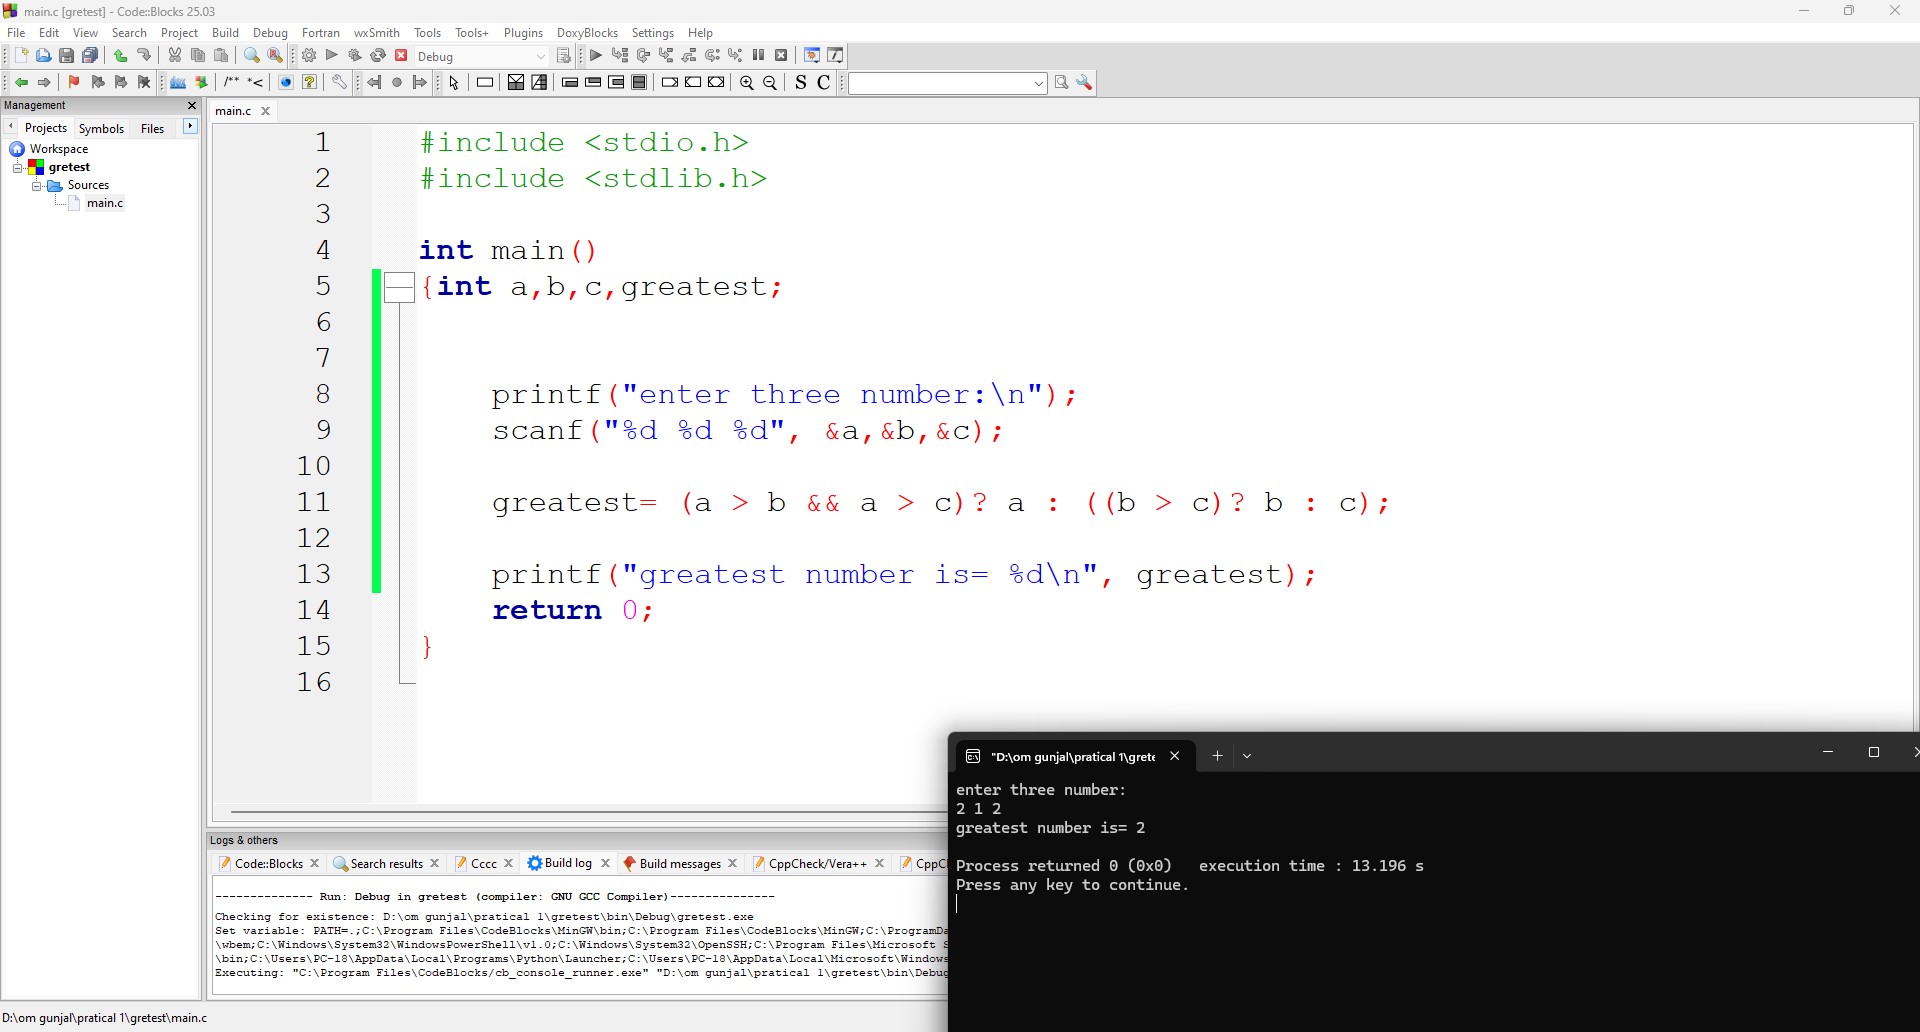 main.c [gretest] - Code::Blocks 25.03
File Edit View Search Project Build Debug Fortran wxSmith Tools Tools+ Plugins DoxyBlocks Settings Help
Debug
/** *<
S C
Management
Projects Symbols Files
Workspace
gretest
Sources
main.c
main.c
1 #include <stdio.h>
2 #include <stdlib.h>
3
4 int main()
5 {int a,b,c,greatest;
6
7
8 printf("enter three number:\n");
9 scanf("%d %d %d", &a,&b,&c);
10
11 greatest= (a > b && a > c)? a : ((b > c)? b : c);
12
13 printf("greatest number is= %d\n", greatest);
14 return 0;
15 }
16
Logs & others
Code::Blocks Search results Cccc Build log Build messages CppCheck/Vera++ CppC
-------------- Run: Debug in gretest (compiler: GNU GCC Compiler)---------------
Checking for existence: D:\om gunjal\pratical 1\gretest\bin\Debug\gretest.exe
Set variable: PATH=.;C:\Program Files\CodeBlocks\MinGW\bin;C:\Program Files\CodeBlocks\MinGW;C:\ProgramDa
\wbem;C:\Windows\System32\WindowsPowerShell\v1.0;C:\Windows\System32\OpenSSH;C:\Program Files\Microsoft S
\bin;C:\Users\PC-18\AppData\Local\Programs\Python\Launcher;C:\Users\PC-18\AppData\Local\Microsoft\Windows
Executing: "C:\Program Files\CodeBlocks/cb_console_runner.exe" "D:\om gunjal\pratical 1\gretest\bin\Debug
"D:\om gunjal\pratical 1\grete
enter three number:
2 1 2
greatest number is= 2
Process returned 0 (0x0) execution time : 13.196 s
Press any key to continue.
D:\om gunjal\pratical 1\gretest\main.c